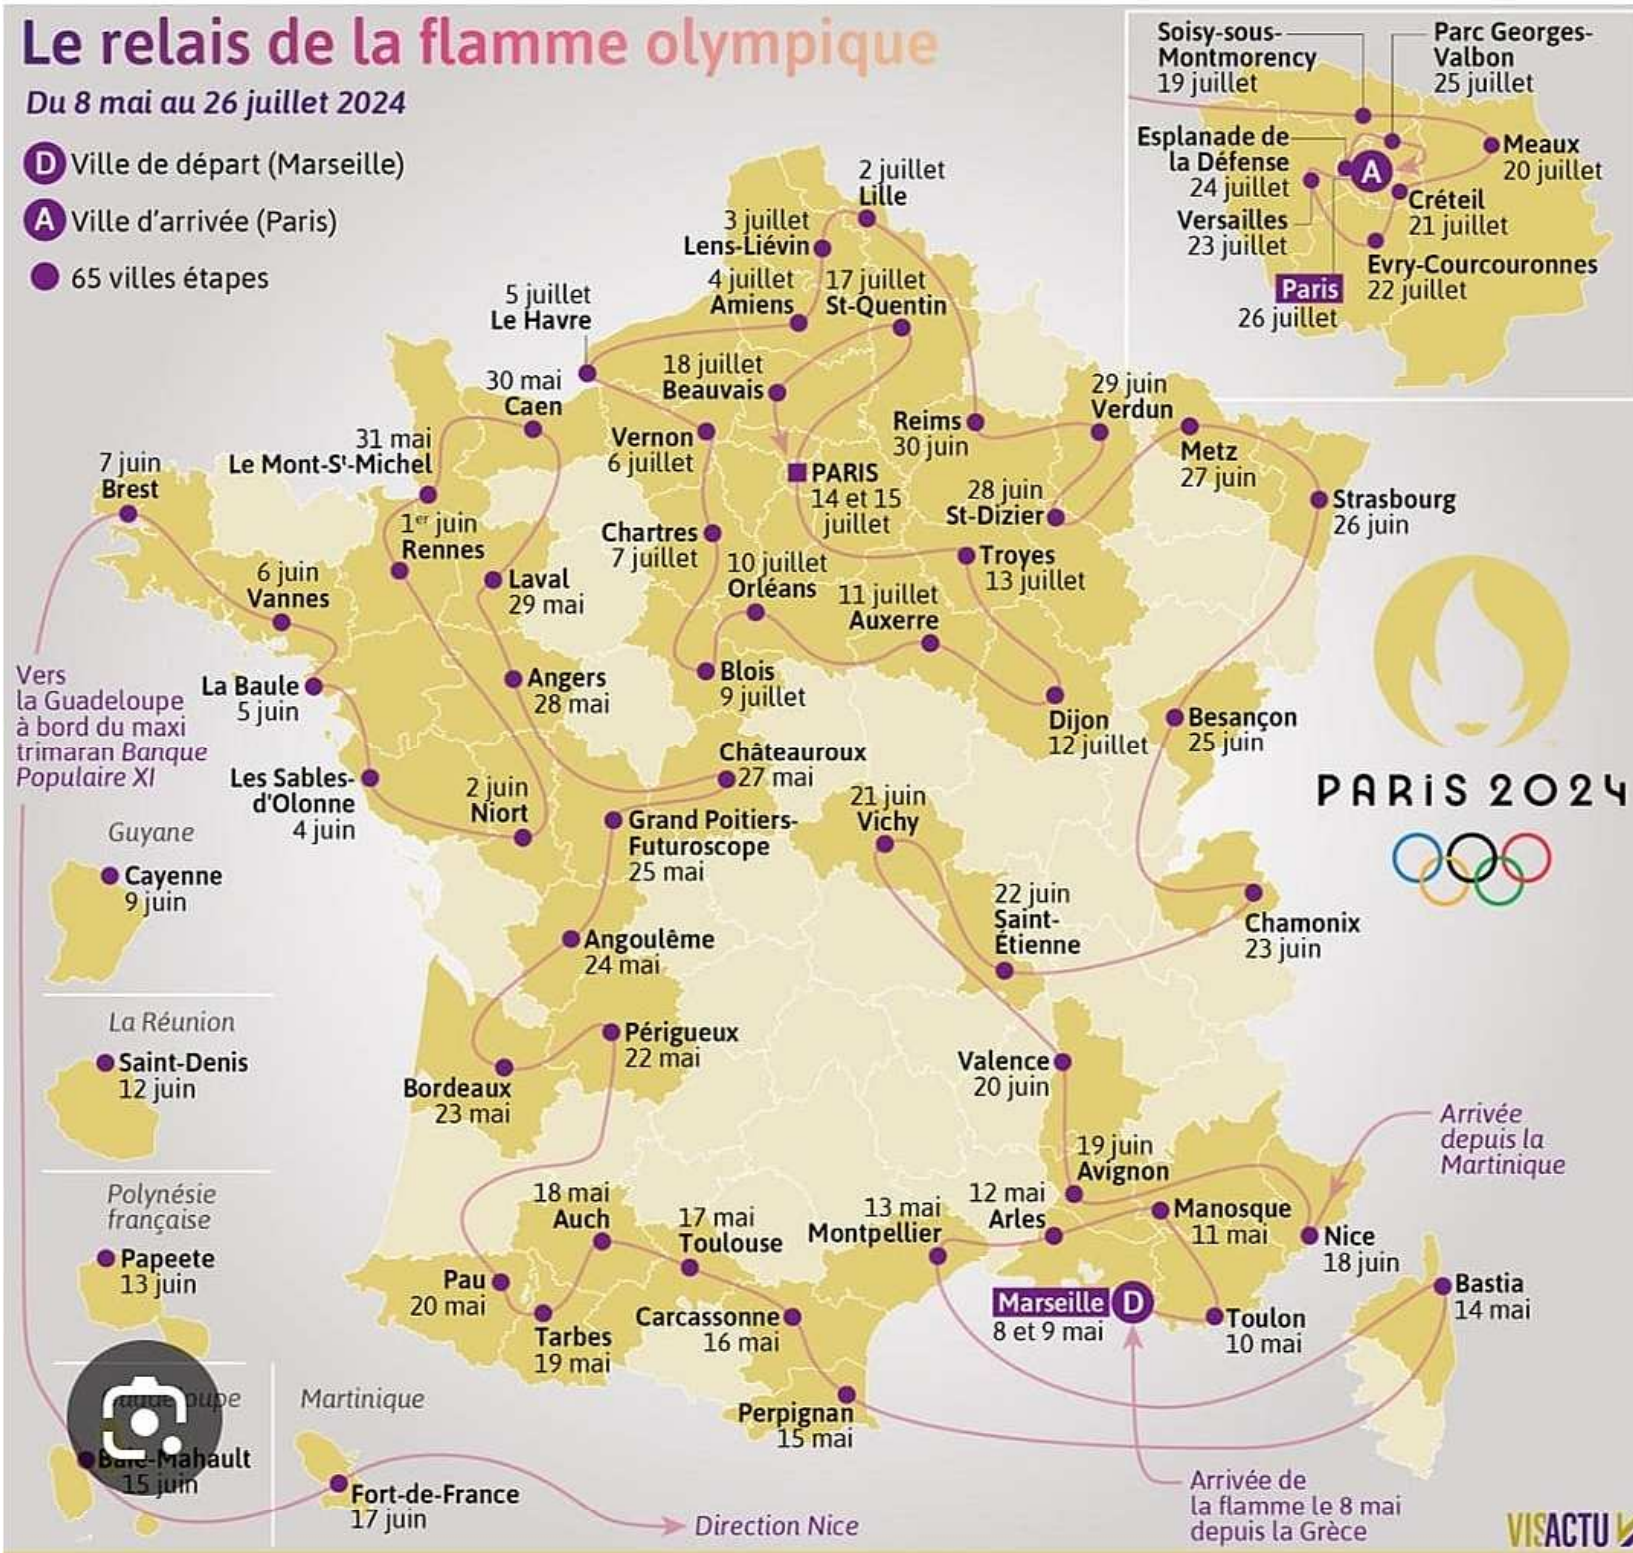 Le relais de la flamme olympique
Du 8 mai au 26 juillet 2024
D Ville de départ (Marseille)
A Ville d'arrivée (Paris)
65 villes étapes
Soisy-sous-
Montmorency
19 juillet
Parc Georges-
Valbon
25 juillet
Esplanade de
la Défense
24 juillet
A
Meaux
20 juillet
Versailles
23 juillet
Créteil
21 juillet
Evry-Courcouronnes
22 juillet
Paris
26 juillet
2 juillet
Lille
3 juillet
Lens-Liévin
4 juillet
Amiens
17 juillet
St-Quentin
5 juillet
Le Havre
18 juillet
Beauvais
30 mai
Caen
29 juin
Verdun
Reims
30 juin
Vernon
6 juillet
31 mai
Le Mont-Sᵗ-Michel
Metz
27 juin
7 juin
Brest
PARIS
14 et 15
juillet
28 juin
St-Dizier
Strasbourg
26 juin
1er juin
Rennes
Chartres
7 juillet
Troyes
13 juillet
10 juillet
Orléans
6 juin
Vannes
Laval
29 mai
11 juillet
Auxerre
Vers
la Guadeloupe
à bord du maxi
trimaran Banque
Populaire XI
La Baule
5 juin
Angers
28 mai
Blois
9 juillet
Dijon
12 juillet
Besançon
25 juin
Châteauroux
27 mai
Les Sables-
d'Olonne
4 juin
2 juin
Niort
21 juin
Vichy
PARIS 2024
Grand Poitiers-
Futuroscope
25 mai
Guyane
Cayenne
9 juin
22 juin
Saint-
Étienne
Chamonix
23 juin
Angoulême
24 mai
La Réunion
Saint-Denis
12 juin
Périgueux
22 mai
Bordeaux
23 mai
Valence
20 juin
Arrivée
depuis la
Martinique
19 juin
Avignon
Polynésie
française
Papeete
13 juin
18 mai
Auch
17 mai
Toulouse
13 mai
Montpellier
12 mai
Arles
Manosque
11 mai
Nice
18 juin
Pau
20 mai
Tarbes
19 mai
Carcassonne
16 mai
Marseille D
8 et 9 mai
Toulon
10 mai
Bastia
14 mai
Perpignan
15 mai
Guadeloupe
Baie-Mahault
15 juin
Martinique
Fort-de-France
17 juin
Direction Nice
Arrivée de
la flamme le 8 mai
depuis la Grèce
VISACTU